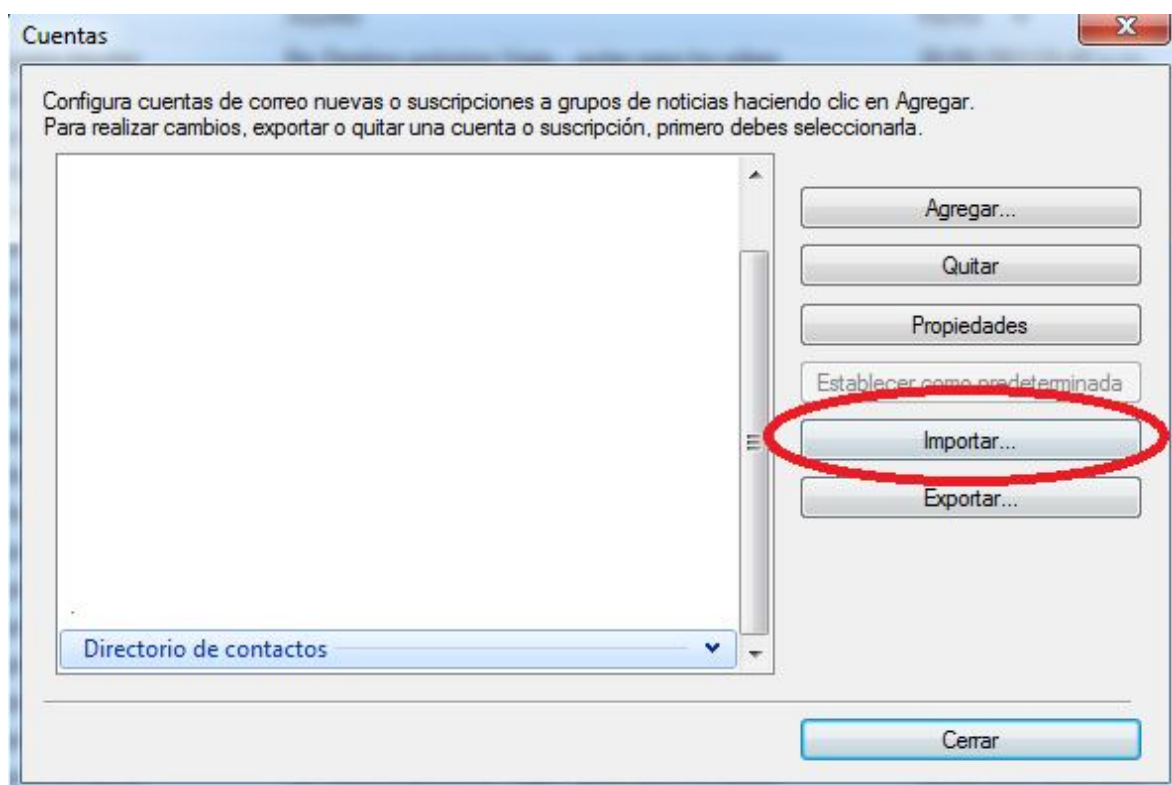 Cuentas
Configura cuentas de correo nuevas o suscripciones a grupos de noticias haciendo clic en Agregar.
Para realizar cambios, exportar o quitar una cuenta o suscripción, primero debes seleccionarla.
Agregar...
Quitar
Propiedades
Establecer como predeterminada
Importar...
Exportar...
Directorio de contactos
Cerrar